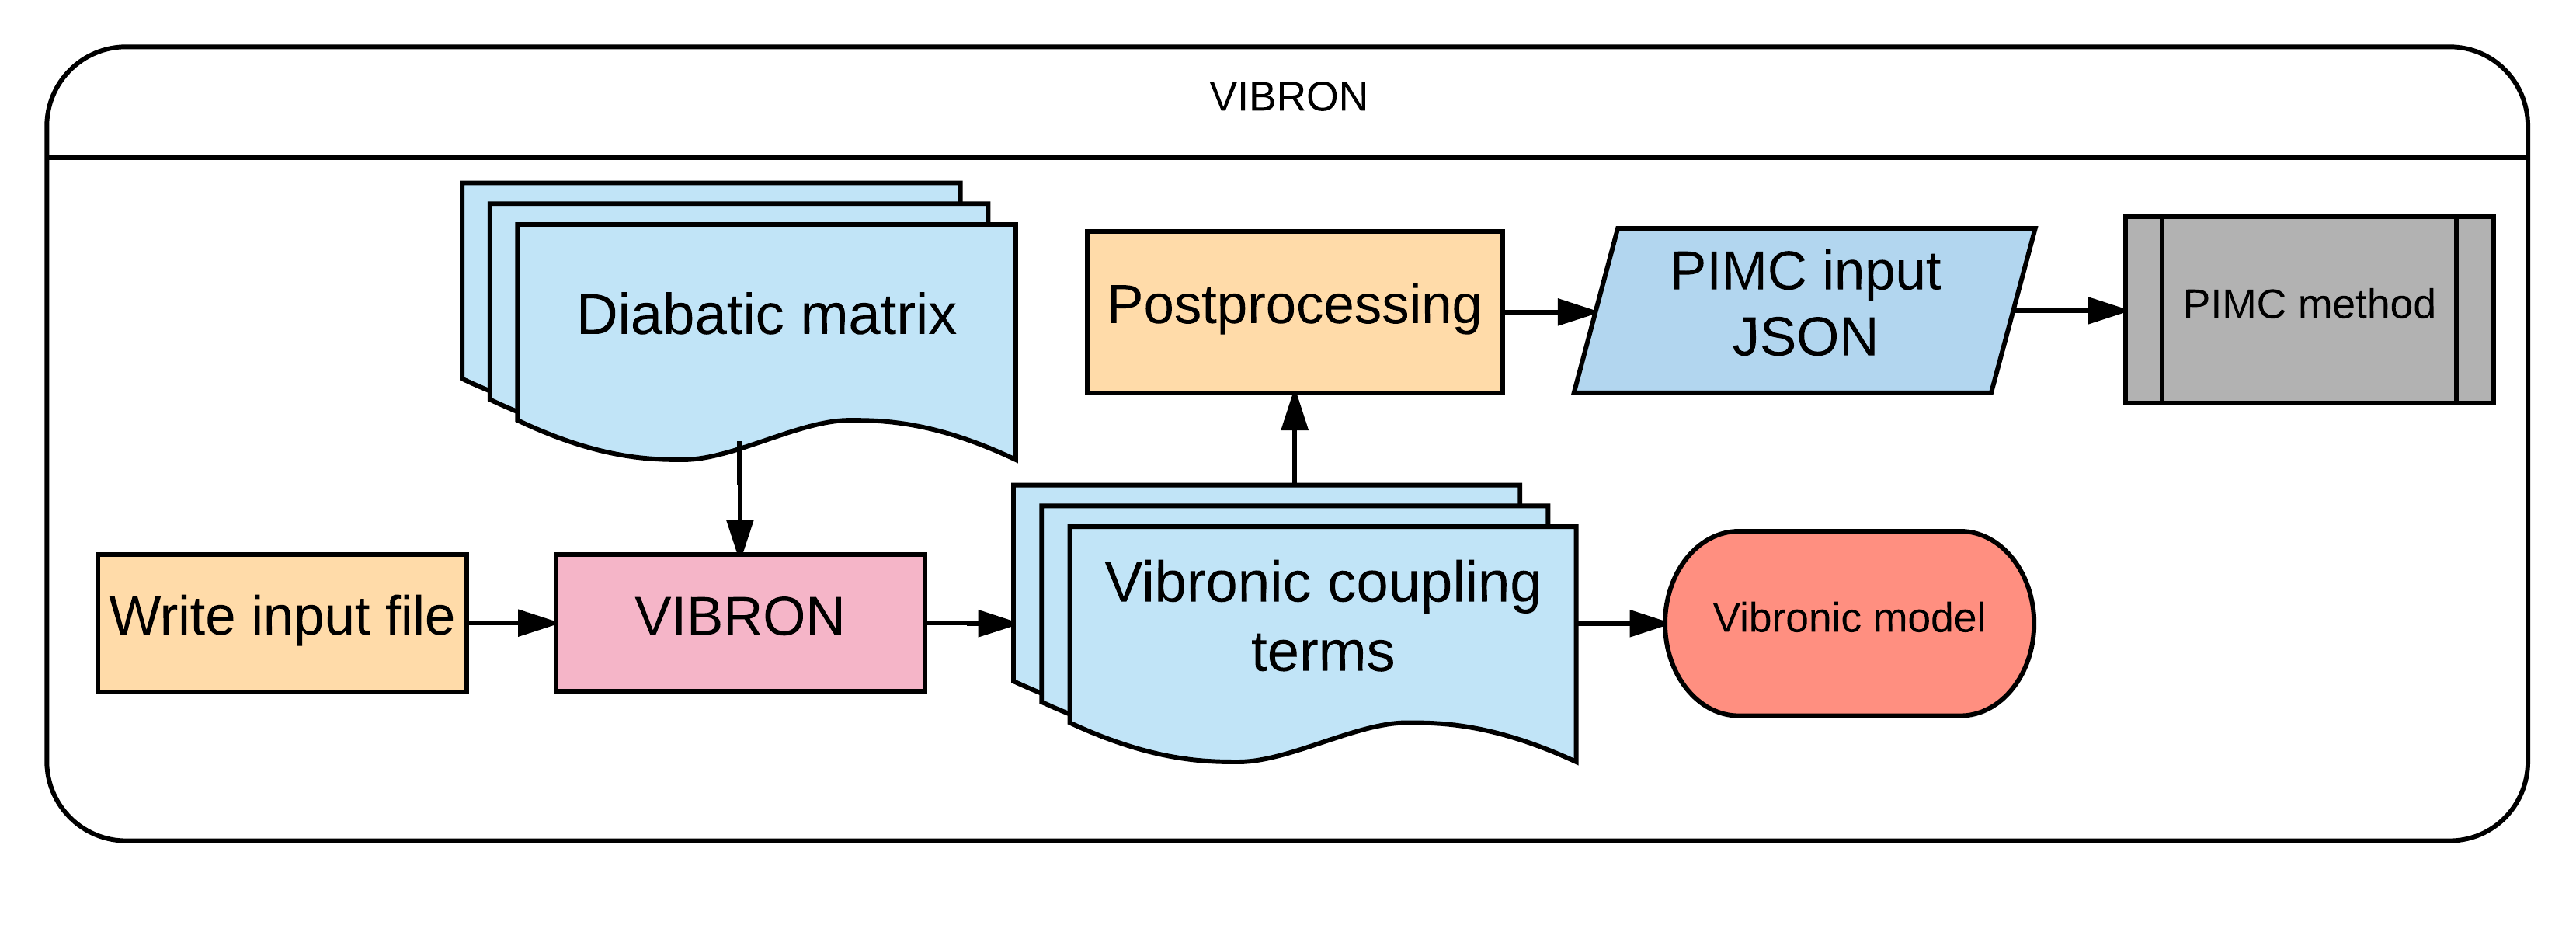 VIBRON
Diabatic matrix
Postprocessing
PIMC input
JSON
PIMC method
Write input file
VIBRON
Vibronic coupling
terms
Vibronic model